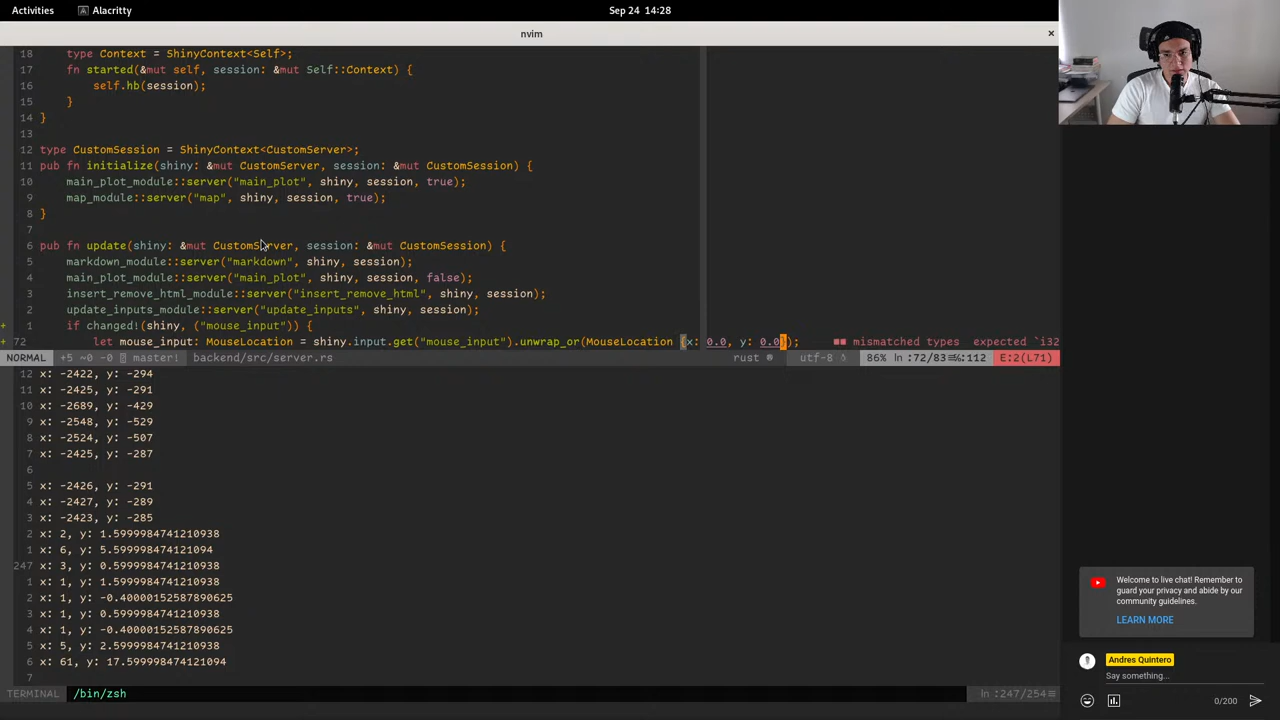 Activities
Alacritty
Sep 24 14:28
nvim
×
18 type Context = ShinyContext<Self>;
17 fn started(&mut self, session: &mut Self::Context) {
16 self.hb(session);
15 }
14 }
13
12 type CustomSession = ShinyContext<CustomServer>;
11 pub fn initialize(shiny: &mut CustomServer, session: &mut CustomSession) {
10 main_plot_module::server("main_plot", shiny, session, true);
9 map_module::server("map", shiny, session, true);
8 }
7
6 pub fn update(shiny: &mut CustomServer, session: &mut CustomSession) {
5 markdown_module::server("markdown", shiny, session);
4 main_plot_module::server("main_plot", shiny, session, false);
3 insert_remove_html_module::server("insert_remove_html", shiny, session);
2 update_inputs_module::server("update_inputs", shiny, session);
+ 1 if changed!(shiny, ("mouse_input")) {
+ 72 let mouse_input: MouseLocation = shiny.input.get("mouse_input").unwrap_or(MouseLocation {x: 0.0, y: 0.0}); ■■ mismatched types expected `i32
NORMAL +5 ~0 -0 master! backend/src/server.rs rust utf-8 86% ln :72/83 :112 E:2(L71)
12 x: -2422, y: -294
11 x: -2425, y: -291
10 x: -2689, y: -429
9 x: -2548, y: -529
8 x: -2524, y: -507
7 x: -2425, y: -287
6
5 x: -2426, y: -291
4 x: -2427, y: -289
3 x: -2423, y: -285
2 x: 2, y: 1.5999984741210938
1 x: 6, y: 5.599998474121094
247 x: 3, y: 0.5999984741210938
1 x: 1, y: 1.5999984741210938
2 x: 1, y: -0.40000152587890625
3 x: 1, y: 0.5999984741210938
4 x: 1, y: -0.40000152587890625
5 x: 5, y: 2.5999984741210938
6 x: 61, y: 17.599998474121094
7
TERMINAL /bin/zsh ln :247/254
Welcome to live chat! Remember to
guard your privacy and abide by our
community guidelines.
LEARN MORE
Andres Quintero
Say something...
0/200